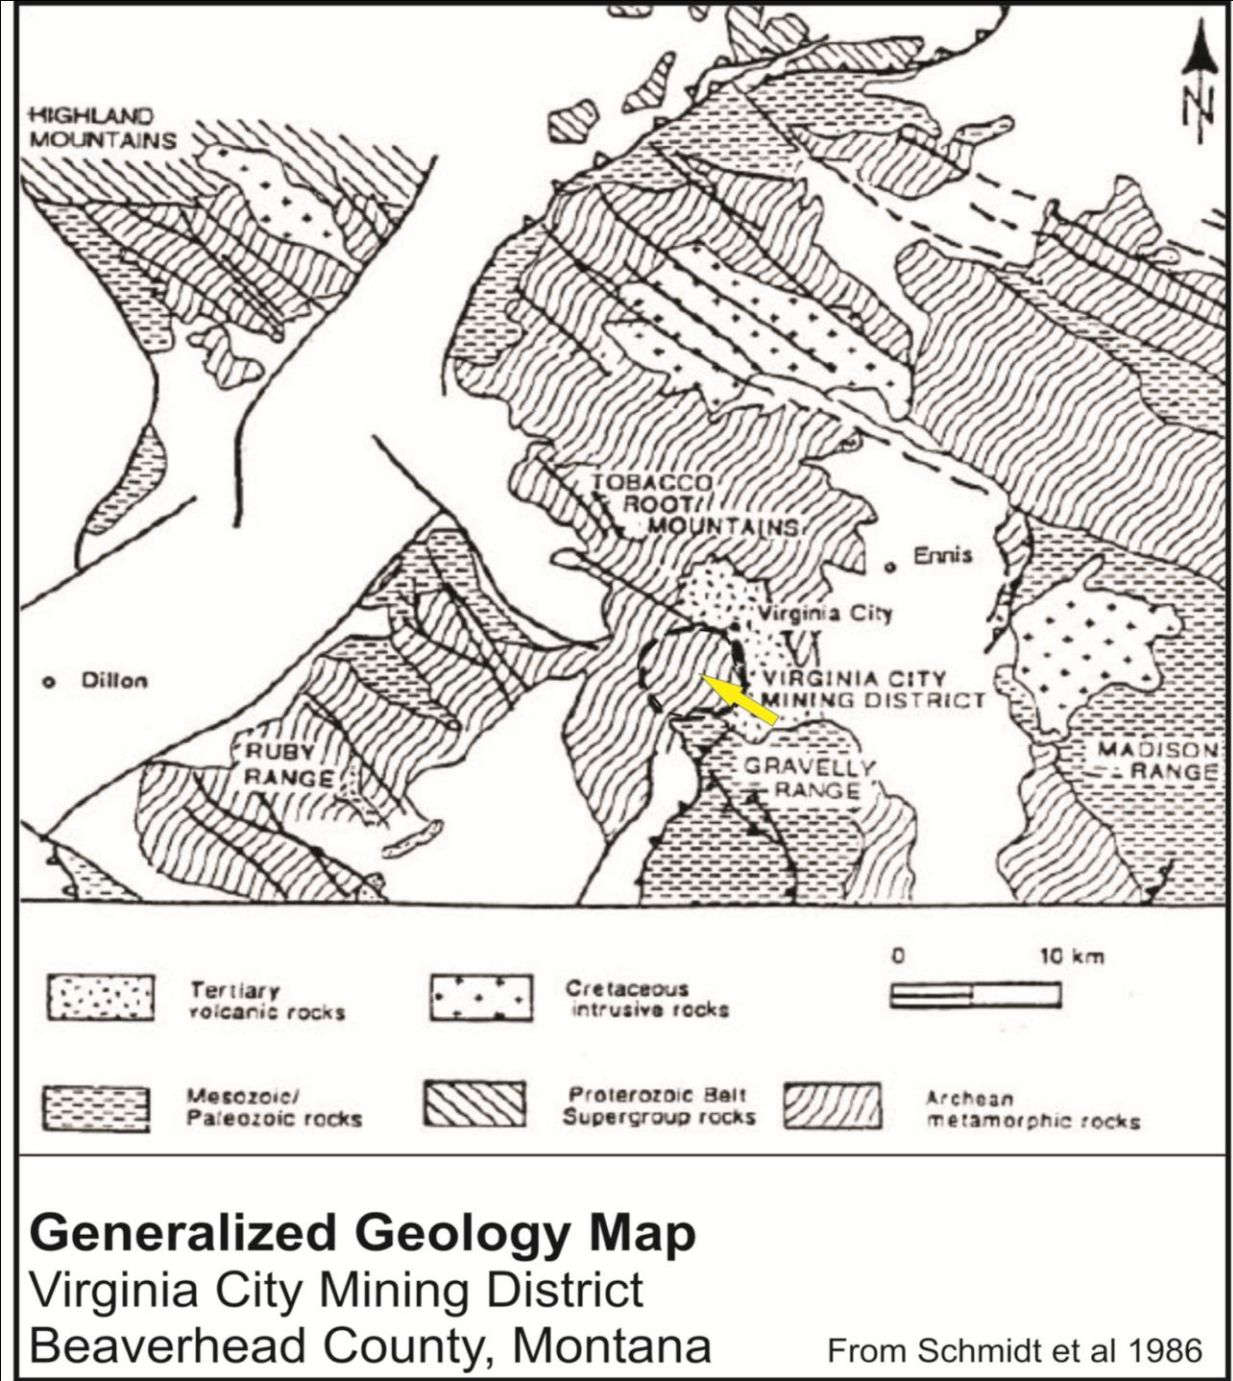 HIGHLAND
MOUNTAINS
N
TOBACCO
ROOT
MOUNTAINS
Ennis
Virginia City
Dillon
VIRGINIA CITY
MINING DISTRICT
RUBY
RANGE
GRAVELLY
RANGE
MADISON
RANGE
0 10 km
Tertiary
volcanic rocks
Cretaceous
intrusive rocks
Mesozoic/
Paleozoic rocks
Proterozoic Belt
Supergroup rocks
Archean
metamorphic rocks
Generalized Geology Map
Virginia City Mining District
Beaverhead County, Montana
From Schmidt et al 1986